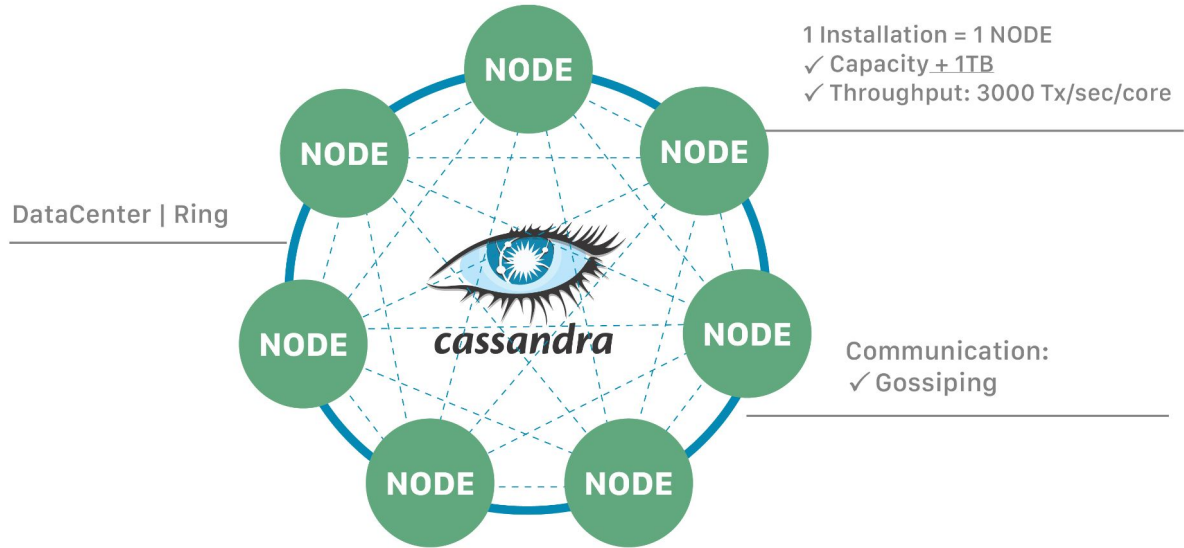 NODE
1 Installation = 1 NODE
✓ Capacity + 1TB
✓ Throughput: 3000 Tx/sec/core
NODE
NODE
DataCenter | Ring
NODE
NODE
cassandra
Communication:
✓ Gossiping
NODE
NODE